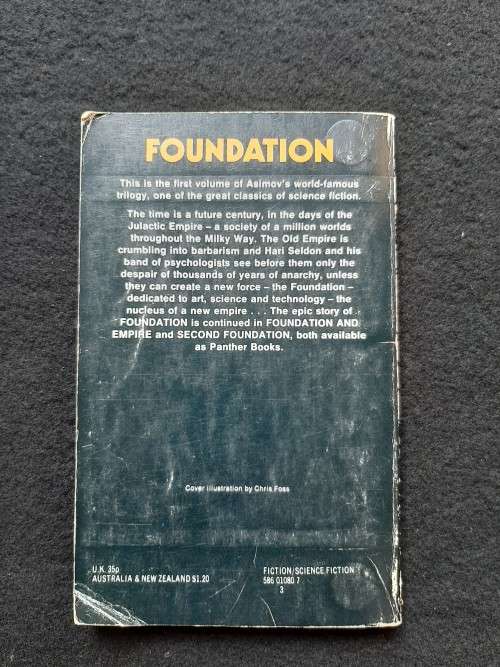 FOUNDATION
This is the first volume of Asimov's world-famous
trilogy, one of the great classics of science fiction.
The time is a future century, in the days of the
Julactic Empire – a society of a million worlds
throughout the Milky Way. The Old Empire is
crumbling into barbarism and Hari Seldon and his
band of psychologists see before them only the
despair of thousands of years of anarchy, unless
they can create a new force – the Foundation –
dedicated to art, science and technology – the
nucleus of a new empire . . . The epic story of
FOUNDATION is continued in FOUNDATION AND
EMPIRE and SECOND FOUNDATION, both available
as Panther Books.
Cover illustration by Chris Foss
U.K. 35p
AUSTRALIA & NEW ZEALAND $1.20
FICTION/SCIENCE FICTION
586 01080 7
3